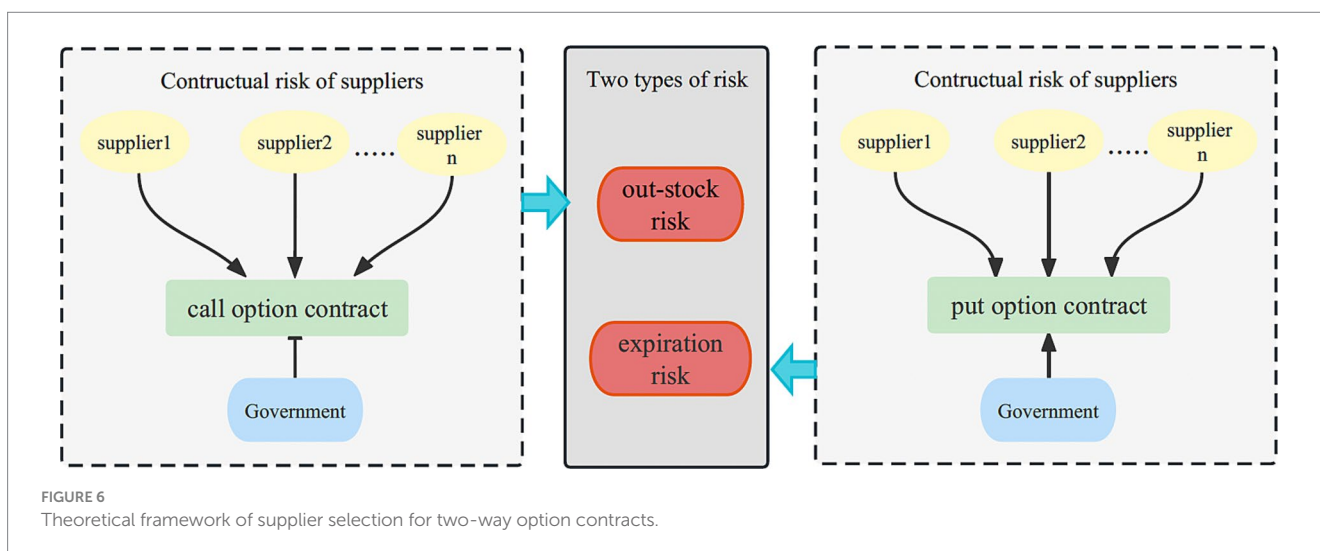 Contructual risk of suppliers
supplier1
supplier2
.....
supplier
n
call option contract
Government
Two types of risk
out-stock
risk
expiration
risk
Contructual risk of suppliers
supplier1
supplier2
.....
supplier
n
put option contract
Government
FIGURE 6
Theoretical framework of supplier selection for two-way option contracts.